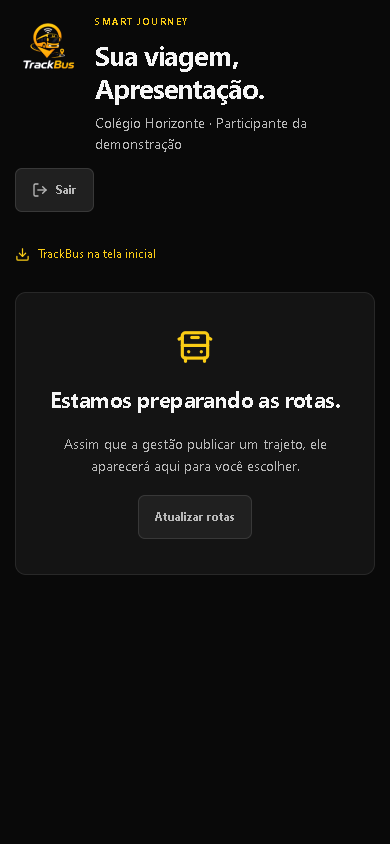 SMART JOURNEY
TrackBus
Sua viagem,
Apresentação.
Colégio Horizonte · Participante da
demonstração
Sair
TrackBus na tela inicial
Estamos preparando as rotas.
Assim que a gestão publicar um trajeto, ele
aparecerá aqui para você escolher.
Atualizar rotas